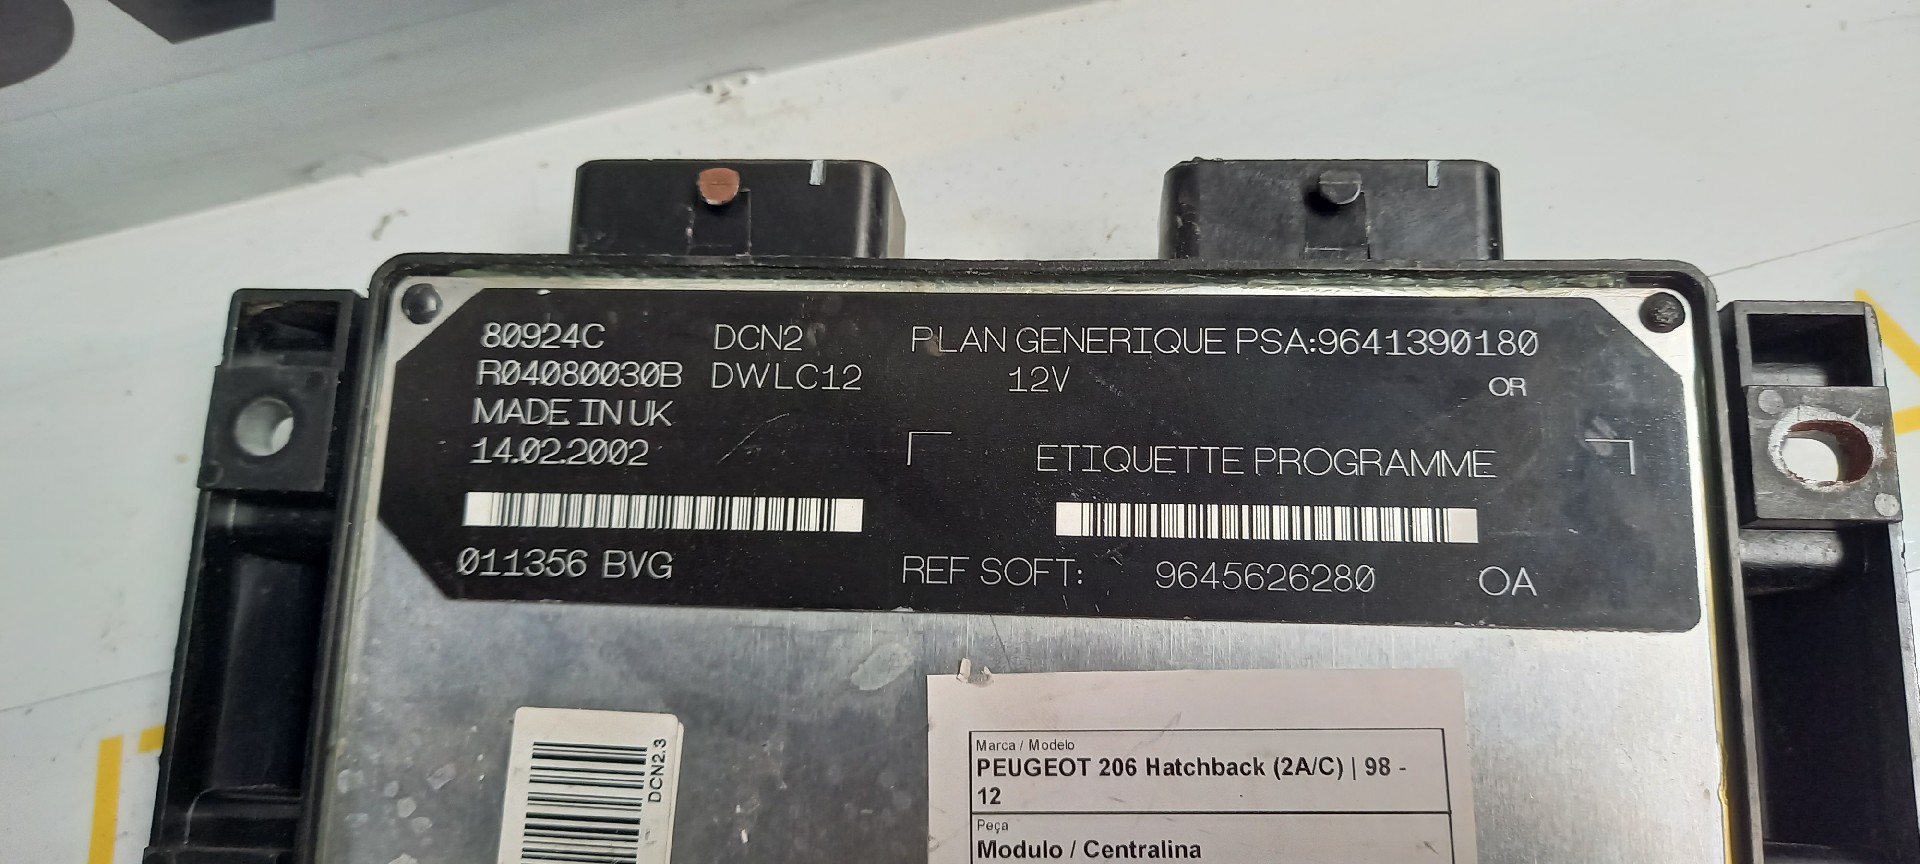 80924C DCN2 PLAN GENERIQUE PSA:9641390180
R04080030B DWLC12 12V OR
MADE IN UK
14.02.2002
ETIQUETTE PROGRAMME
011356 BVG REF SOFT: 9645626280 OA
DCN2.3
Marca / Modelo
PEUGEOT 206 Hatchback (2A/C) | 98 -
12
Peça
Modulo / Centralina